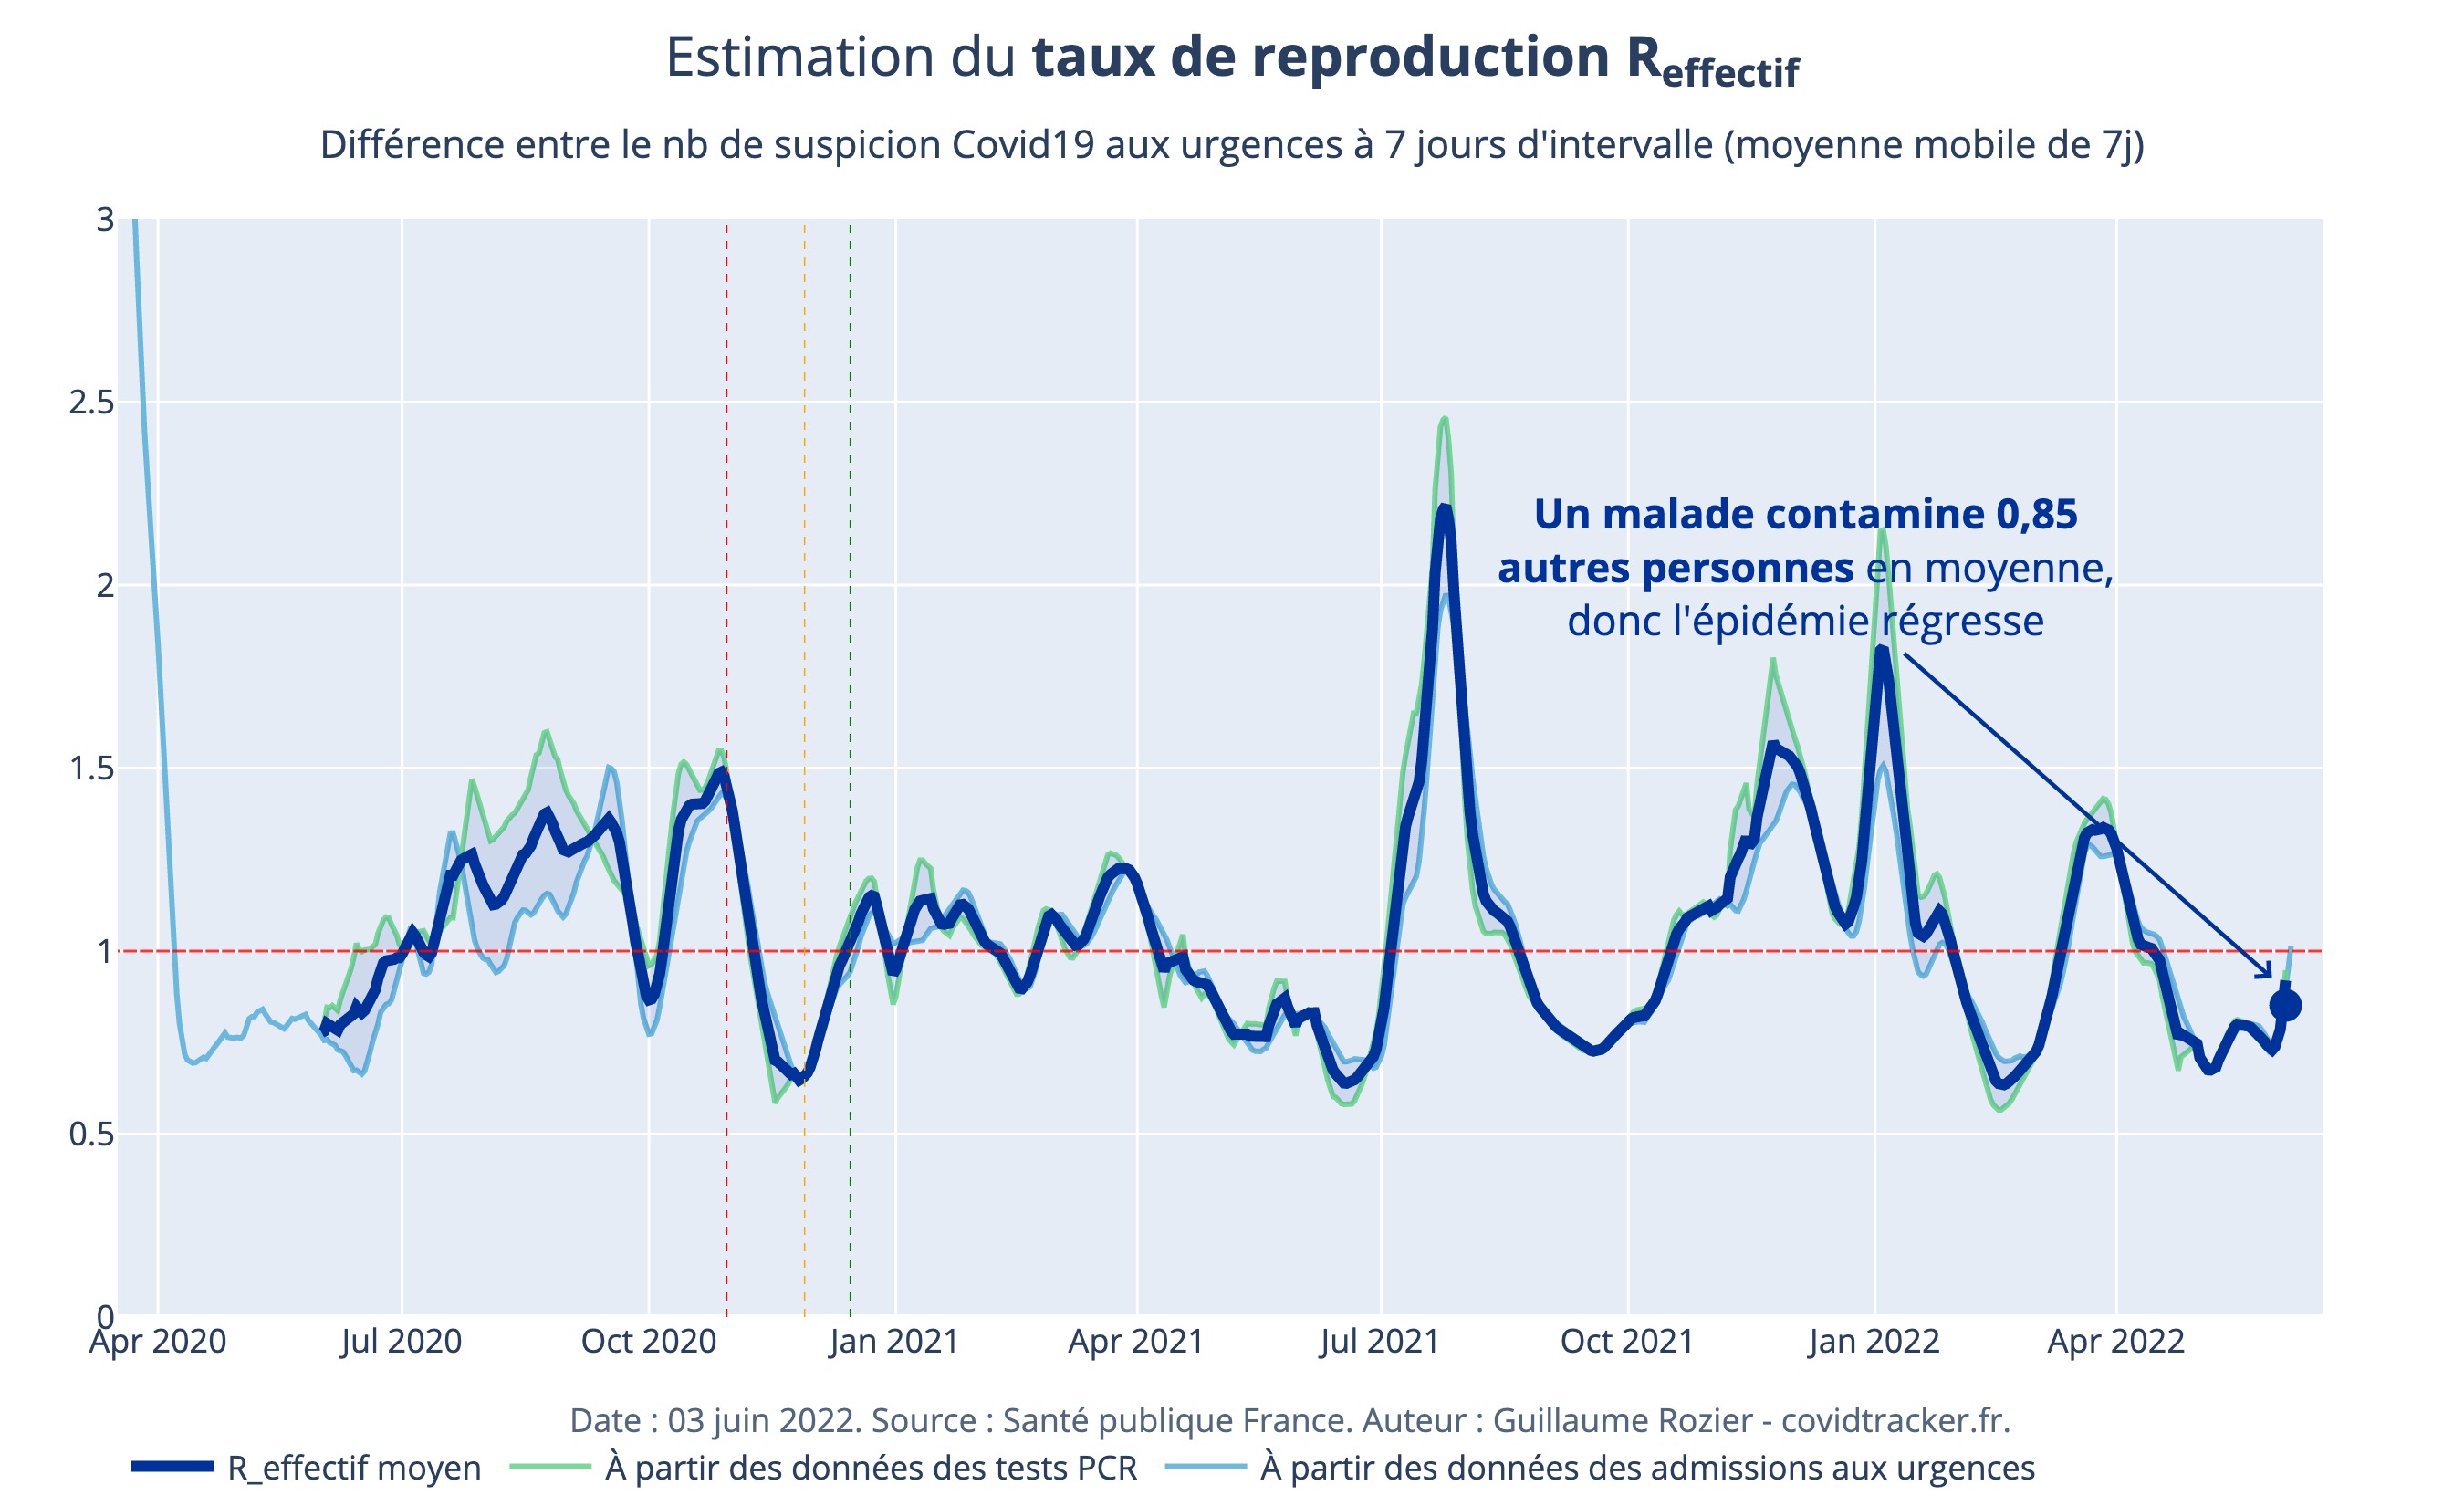 Estimation du taux de reproduction Reffectif
Différence entre le nb de suspicion Covid19 aux urgences à 7 jours d'intervalle (moyenne mobile de 7j)
3
2.5
2
1.5
1
0.5
0
Un malade contamine 0,85
autres personnes en moyenne,
donc l'épidémie régresse
Apr 2020 Jul 2020 Oct 2020 Jan 2021 Apr 2021 Jul 2021 Oct 2021 Jan 2022 Apr 2022
Date : 03 juin 2022. Source : Santé publique France. Auteur : Guillaume Rozier - covidtracker.fr.
R_effectif moyen À partir des données des tests PCR À partir des données des admissions aux urgences